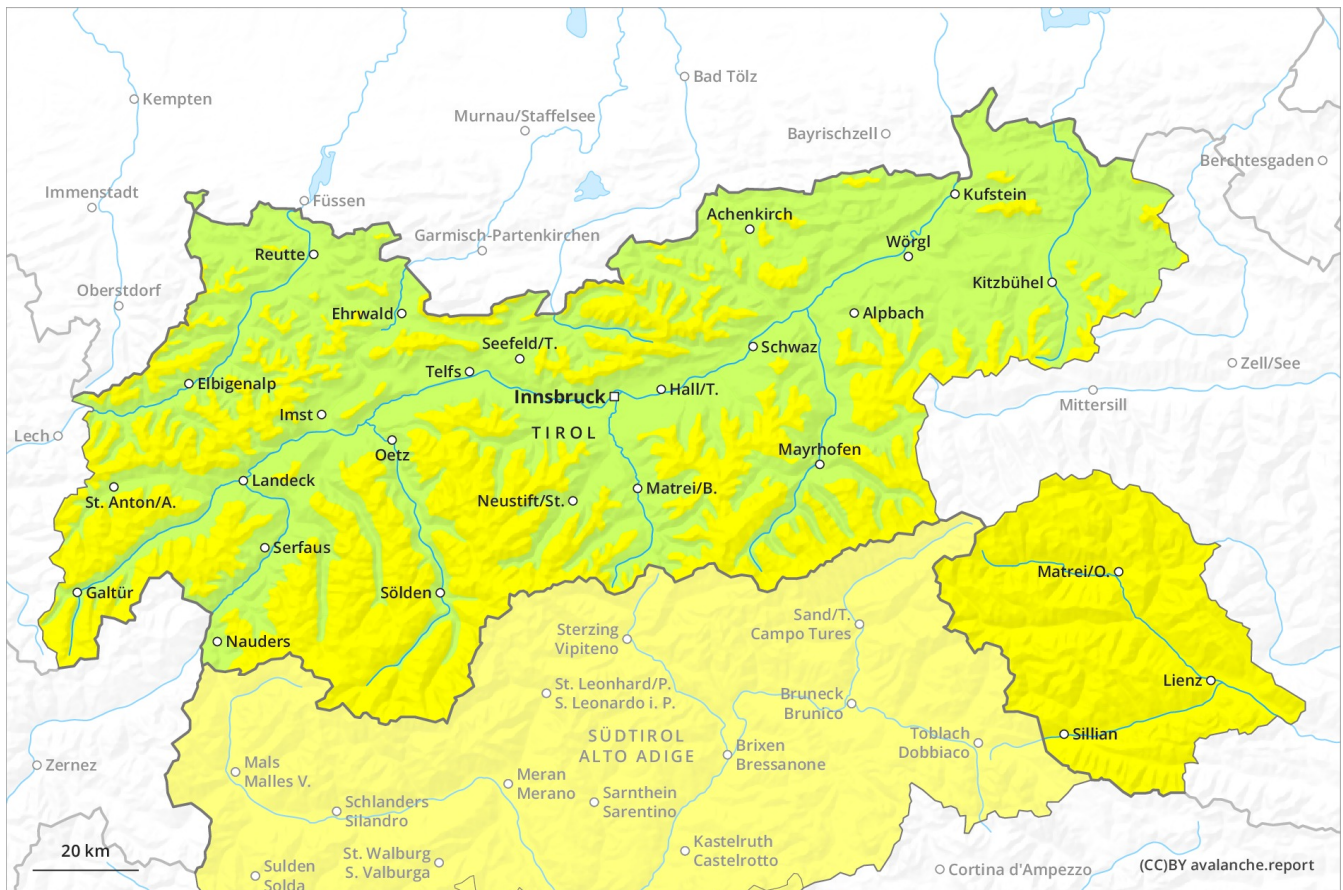 Bad Tölz
Kempten
Murnau/Staffelsee
Bayrischzell
Berchtesgaden
Immenstadt
Füssen
Kufstein
Achenkirch
Garmisch-Partenkirchen
Wörgl
Reutte
Oberstdorf
Kitzbühel
Ehrwald
Alpbach
Seefeld/T.
Schwaz
Telfs
Zell/See
Elbigenalp
Hall/T.
Innsbruck
Mittersill
Imst
TIROL
Lech
Oetz
Mayrhofen
Landeck
Matrei/B.
St. Anton/A.
Neustift/St.
Serfaus
Matrei/O.
Galtür
Sölden
Sand/T.
Campo Tures
Sterzing
Vipiteno
Nauders
Lienz
St. Leonhard/P.
S. Leonardo i. P.
Bruneck
Brunico
Sillian
SÜDTIROL
ALTO ADIGE
Toblach
Dobbiaco
Brixen
Bressanone
Zernez
Mals
Malles V.
Meran
Merano
Sarnthein
Sarentino
Schlanders
Silandro
Kastelruth
Castelrotto
20 km
St. Walburg
S. Valburga
Sulden
Solda
Cortina d'Ampezzo
(CC)BY avalanche.report